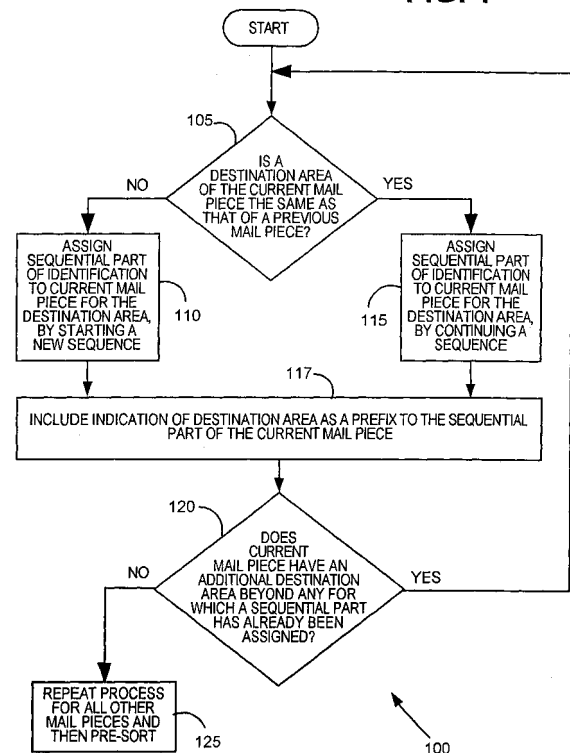 START
105
IS A
DESTINATION AREA
OF THE CURRENT MAIL
PIECE THE SAME AS
THAT OF A PREVIOUS
MAIL PIECE?
NO
YES
ASSIGN
SEQUENTIAL PART
OF IDENTIFICATION
TO CURRENT MAIL
PIECE FOR THE
DESTINATION AREA,
BY STARTING A
NEW SEQUENCE
110
ASSIGN
SEQUENTIAL PART
OF IDENTIFICATION
TO CURRENT MAIL
PIECE FOR THE
DESTINATION AREA,
BY CONTINUING A
SEQUENCE
115
117
INCLUDE INDICATION OF DESTINATION AREA AS A PREFIX TO THE SEQUENTIAL
PART OF THE CURRENT MAIL PIECE
120
DOES
CURRENT
MAIL PIECE HAVE AN
ADDITIONAL DESTINATION
AREA BEYOND ANY FOR
WHICH A SEQUENTIAL PART
HAS ALREADY BEEN
ASSIGNED?
NO
YES
REPEAT PROCESS
FOR ALL OTHER
MAIL PIECES AND
THEN PRE-SORT
125
100